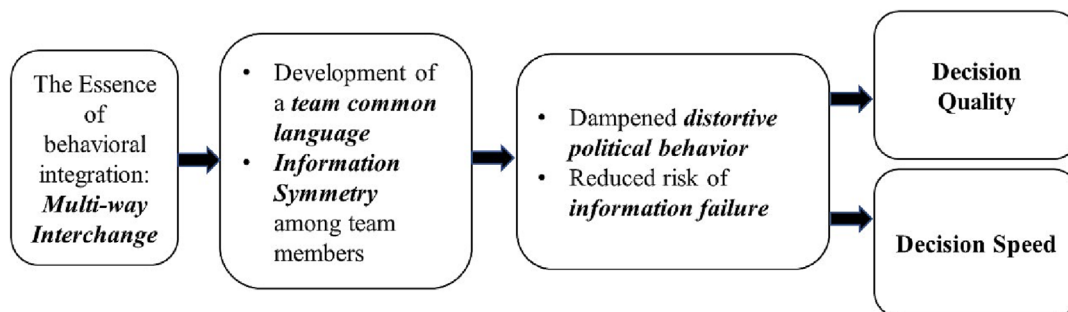 The Essence
of
behavioral
integration:
Multi-way
Interchange
• Development of
a team common
language
• Information
Symmetry
among team
members
• Dampened distortive
political behavior
• Reduced risk of
information failure
Decision
Quality
Decision Speed